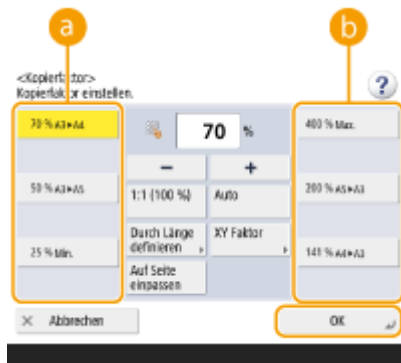 a
b
<Kopierfaktor>
Kopierfaktor einstellen.
?
70 % A3▶A4
70 %
400 % Max.
− +
50 % A3▶A5
1:1 (100 %)
Auto
200 % A5▶A3
Durch Länge
definieren
XY Faktor
25 % Min.
141 % A4▶A3
Auf Seite
einpassen
× Abbrechen
OK